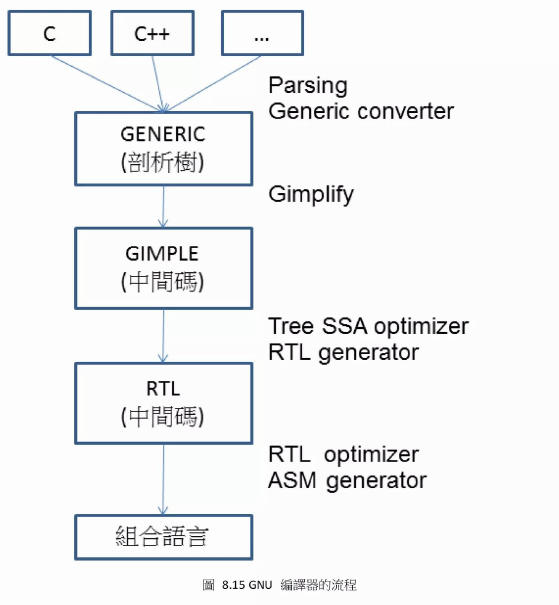 C
C++
...
Parsing
Generic converter
GENERIC
(剖析樹)
Gimplify
GIMPLE
(中間碼)
Tree SSA optimizer
RTL generator
RTL
(中間碼)
RTL optimizer
ASM generator
組合語言
圖 8.15 GNU 編譯器的流程